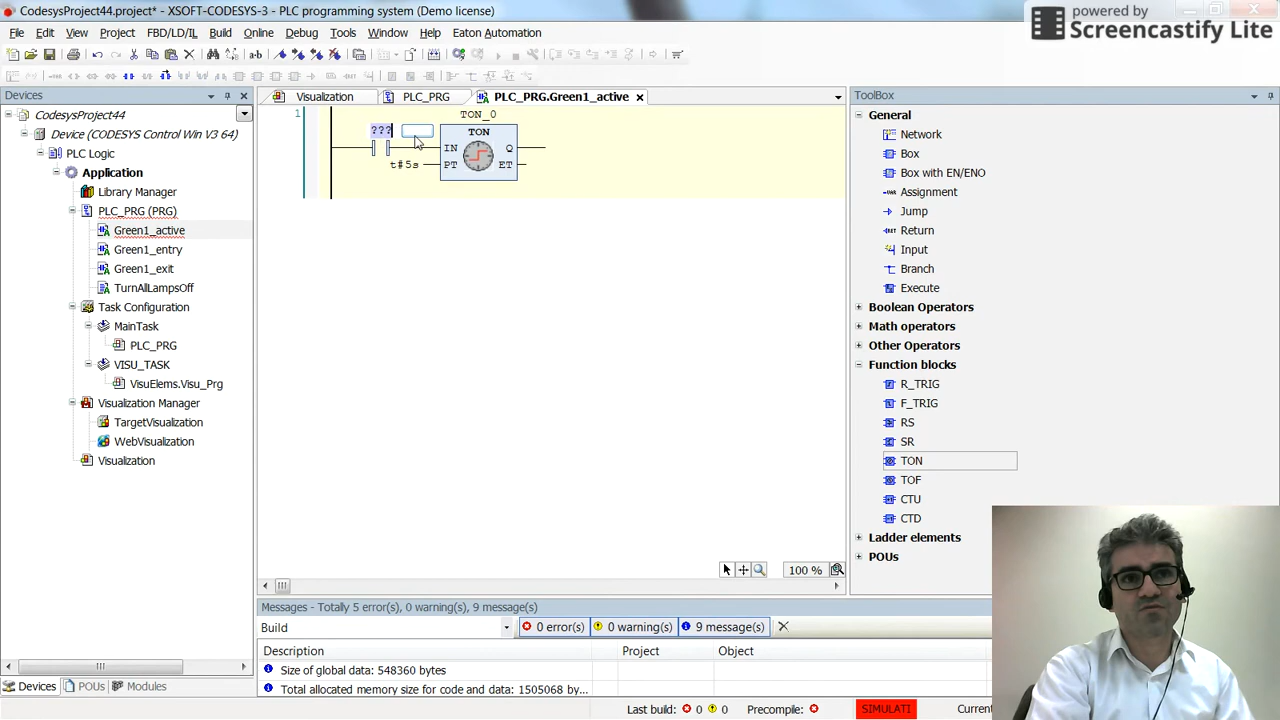 CodesysProject44.project* - XSOFT-CODESYS-3 - PLC programming system (Demo license)
powered by
Screencastify Lite
File Edit View Project FBD/LD/IL Build Online Debug Tools Window Help Eaton Automation
Devices
Visualization PLC_PRG PLC_PRG.Green1_active
ToolBox
CodesysProject44
Device (CODESYS Control Win V3 64)
PLC Logic
Application
Library Manager
PLC_PRG (PRG)
Green1_active
Green1_entry
Green1_exit
TurnAllLampsOff
Task Configuration
MainTask
PLC_PRG
VISU_TASK
VisuElems.Visu_Prg
Visualization Manager
TargetVisualization
WebVisualization
Visualization
1
TON_0
???
TON
IN
Q
t#5s
PT
ET
General
Network
Box
Box with EN/ENO
Assignment
Jump
Return
Input
Branch
Execute
Boolean Operators
Math operators
Other Operators
Function blocks
R_TRIG
F_TRIG
RS
SR
TON
TOF
CTU
CTD
Ladder elements
POUs
100 %
Messages - Totally 5 error(s), 0 warning(s), 9 message(s)
Build
0 error(s)
0 warning(s)
9 message(s)
Description Project Object
Size of global data: 548360 bytes
Total allocated memory size for code and data: 1505068 by...
Devices POUs Modules
Last build: 0 0 Precompile:
SIMULATI
Current